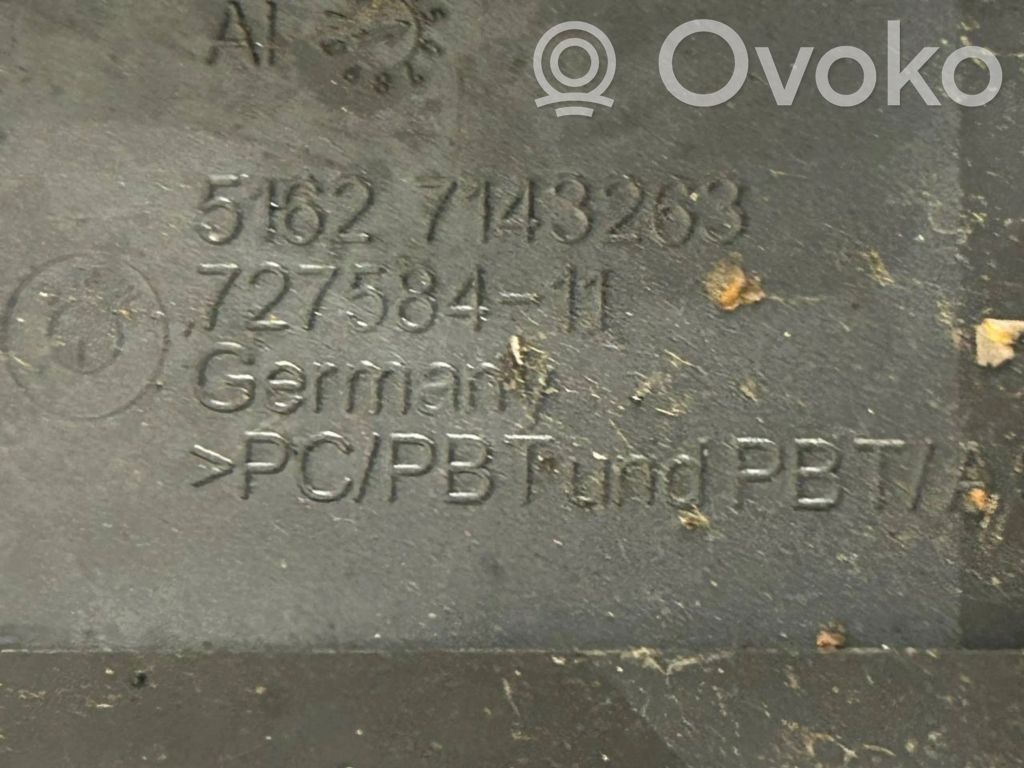 AI
Ovoko
5162 7143263
727584-11
Germany
>PC/PBT und PBT/A